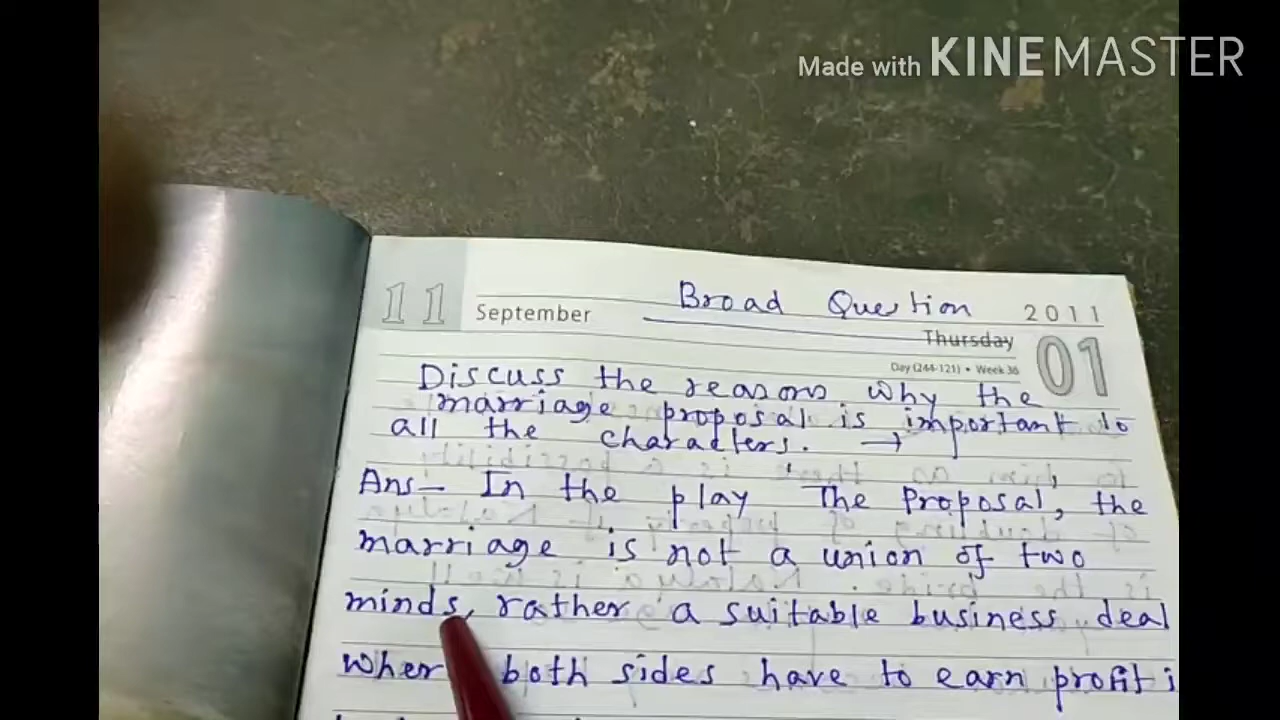 Made with KINEMASTER
Broad Question
11 September 2011
Thursday
Day (244-121) • Week 36
01
Discuss the reasons why the
marriage proposal is important to
all the characters. →
Ans- In the play The Proposal, the
marriage is not a union of two
minds, rather a suitable business deal
wher both sides have to earn profit i